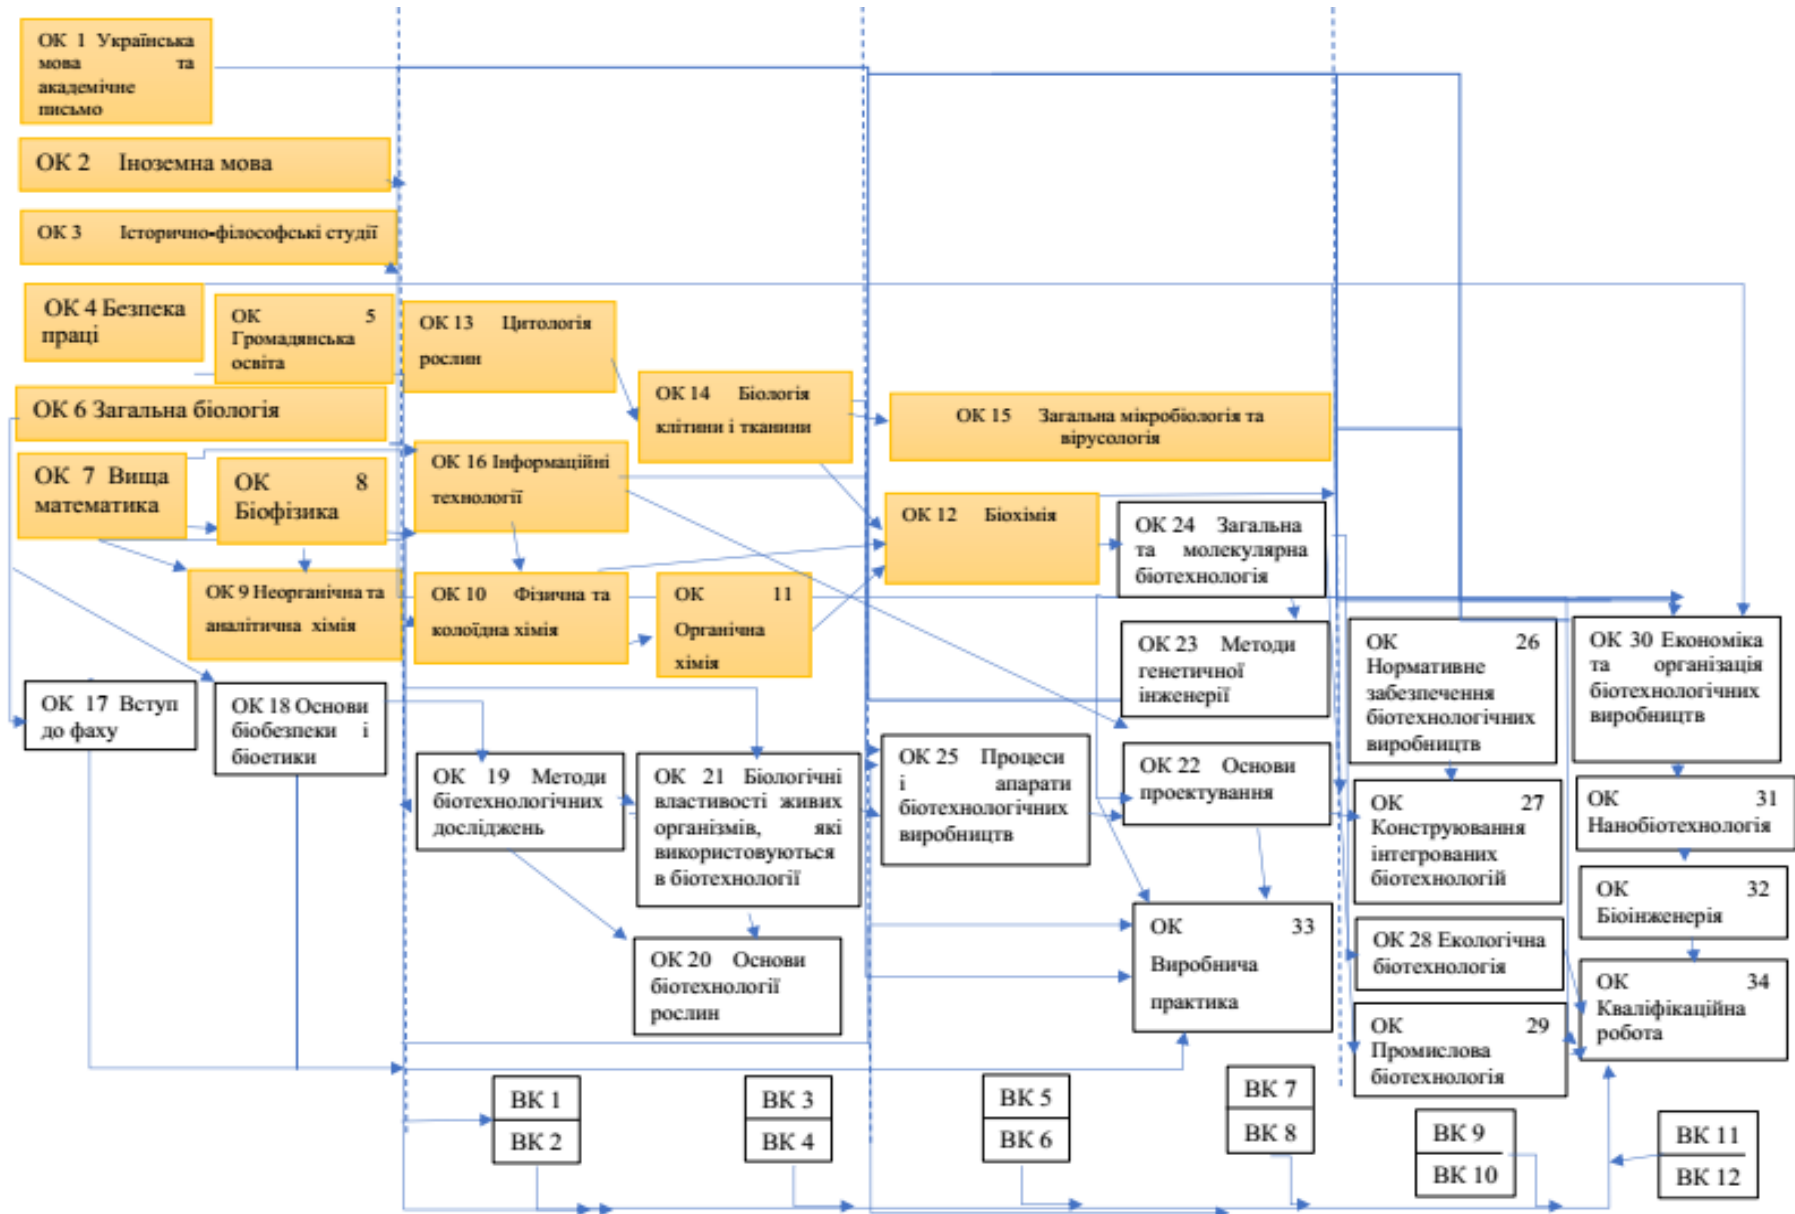 ОК 1 Українська
мова та
академічне
письмо
ОК 2 Іноземна мова
ОК 3 Історично-філософські студії
ОК 4 Безпека
праці
ОК 5
Громадянська
освіта
ОК 6 Загальна біологія
ОК 7 Вища
математика
ОК 8
Біофізика
ОК 9 Неорганічна та
аналітична хімія
ОК 17 Вступ
до фаху
ОК 18 Основи
біобезпеки і
біоетики
ОК 13 Цитологія
рослин
ОК 14 Біологія
клітини і тканини
ОК 16 Інформаційні
технології
ОК 10 Фізична та
колоїдна хімія
ОК 11
Органічна
хімія
ОК 19 Методи
біотехнологічних
досліджень
ОК 21 Біологічні
властивості живих
організмів, які
використовуються
в біотехнології
ОК 20 Основи
біотехнології
рослин
ОК 15 Загальна мікробіологія та
вірусологія
ОК 12 Біохімія
ОК 24 Загальна
та молекулярна
біотехнологія
ОК 23 Методи
генетичної
інженерії
ОК 25 Процеси
і апарати
біотехнологічних
виробництв
ОК 22 Основи
проектування
ОК 33
Виробнича
практика
ОК 26
Нормативне
забезпечення
біотехнологічних
виробництв
ОК 27
Конструювання
інтегрованих
біотехнологій
ОК 28 Екологічна
біотехнологія
ОК 29
Промислова
біотехнологія
ОК 30 Економіка
та організація
біотехнологічних
виробництв
ОК 31
Нанобіотехнологія
ОК 32
Біоінженерія
ОК 34
Кваліфікаційна
робота
ВК 1
ВК 2
ВК 3
ВК 4
ВК 5
ВК 6
ВК 7
ВК 8
ВК 9
ВК 10
ВК 11
ВК 12